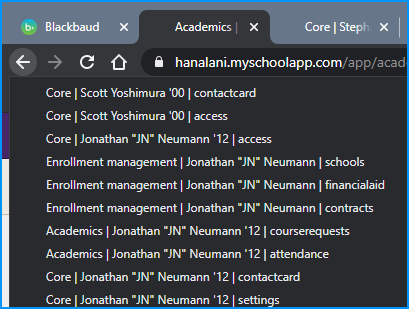 Blackbaud
Academics |
Core | Steph
hanalani.myschoolapp.com/app/acad
Core | Scott Yoshimura '00 | contactcard
Core | Scott Yoshimura '00 | access
Core | Jonathan "JN" Neumann '12 | access
Enrollment management | Jonathan "JN" Neumann | schools
Enrollment management | Jonathan "JN" Neumann | financialaid
Enrollment management | Jonathan "JN" Neumann | contracts
Academics | Jonathan "JN" Neumann '12 | courserequests
Academics | Jonathan "JN" Neumann '12 | attendance
Core | Jonathan "JN" Neumann '12 | contactcard
Core | Jonathan "JN" Neumann '12 | settings